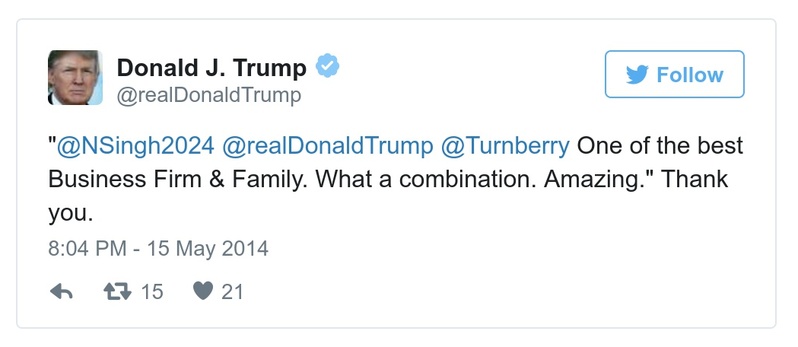 Donald J. Trump
@realDonaldTrump
Follow
"@NSingh2024 @realDonaldTrump @Turnberry One of the best
Business Firm & Family. What a combination. Amazing." Thank
you.
8:04 PM - 15 May 2014
15 21